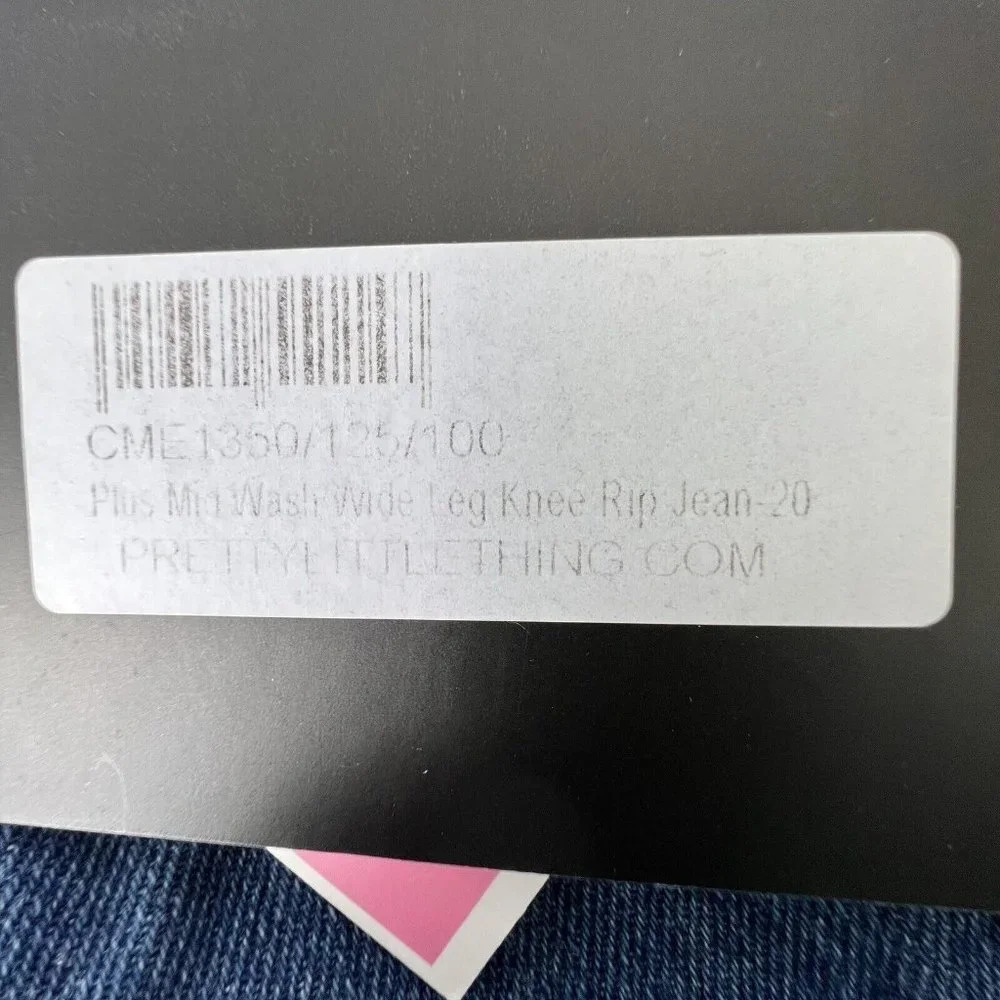 CME1350/125/100
Plus Mid Wash Wide Leg Knee Rip Jean-20
PRETTYLITTLETHING.COM